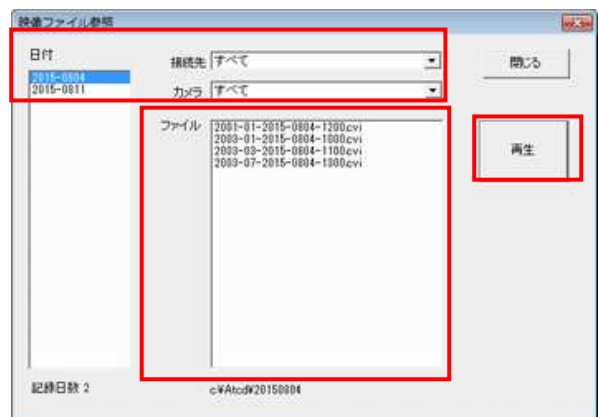 映像ファイル参照
日付
2015-0804
2015-0811
接続先 すべて
カメラ すべて
閉じる
ファイル
2001-01-2015-0804-1200.cvi
2003-01-2015-0804-1000.cvi
2003-03-2015-0804-1100.cvi
2003-07-2015-0804-1300.cvi
再生
記録日数 2
c:¥Atcd¥20150804